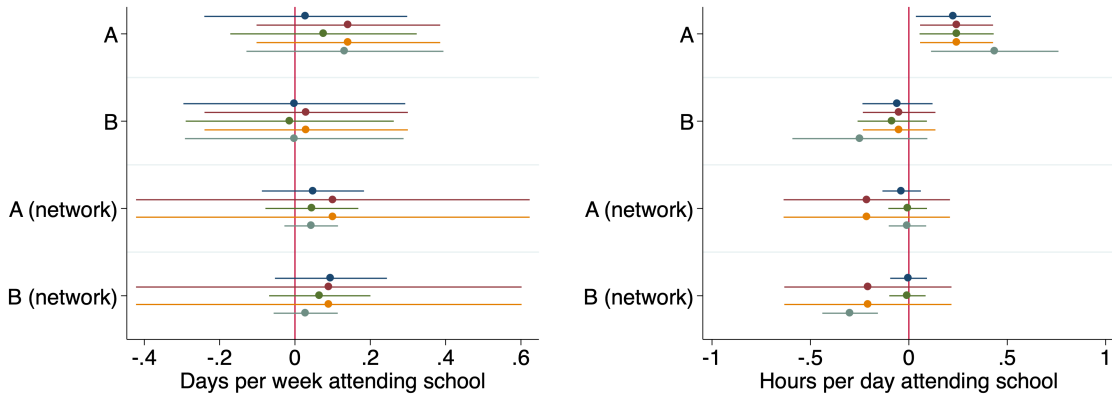 A
B
A (network)
B (network)
-.4 -.2 0 .2 .4 .6
Days per week attending school
A
B
A (network)
B (network)
-1 -.5 0 .5 1
Hours per day attending school